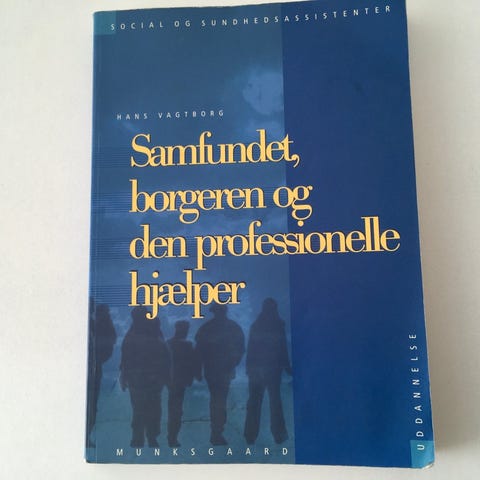 SOCIAL OG SUNDHEDSASSISTENTER
HANS VAGTBORG
Samfundet,
borgeren og
den professionelle
hjælper
UDDANNELSE
MUNKSGAARD